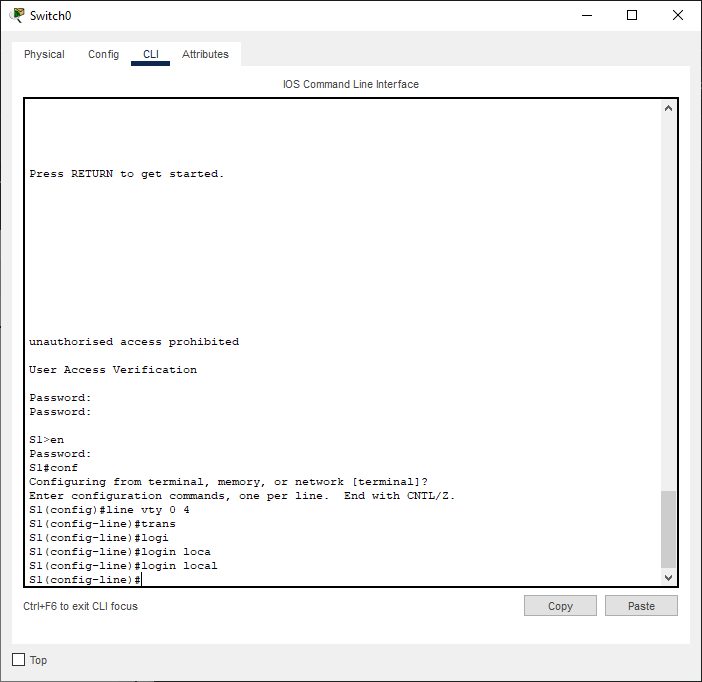 Switch0
Physical Config CLI Attributes
IOS Command Line Interface
Press RETURN to get started.
unauthorised access prohibited
User Access Verification
Password:
Password:
S1>en
Password:
S1#conf
Configuring from terminal, memory, or network [terminal]?
Enter configuration commands, one per line.  End with CNTL/Z.
S1(config)#line vty 0 4
S1(config-line)#trans
S1(config-line)#logi
S1(config-line)#login loca
S1(config-line)#login local
S1(config-line)#
Ctrl+F6 to exit CLI focus Copy Paste
Top